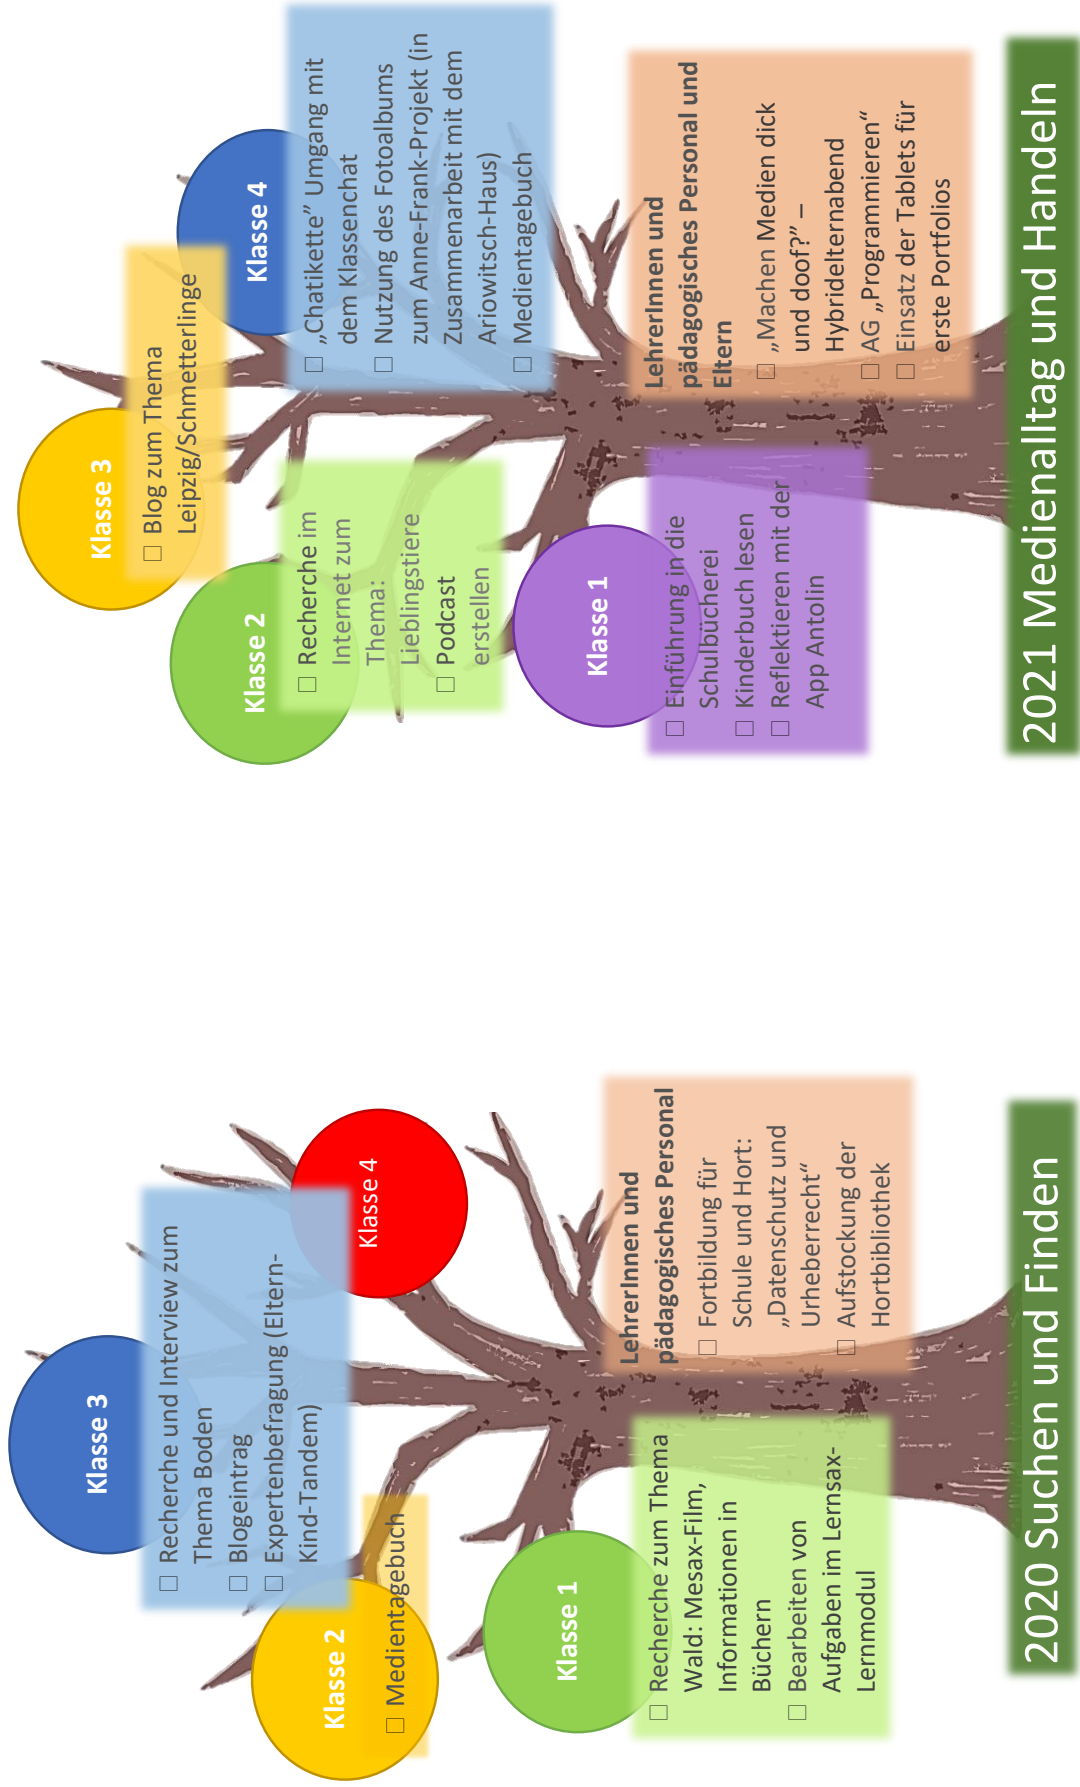 2020 Suchen und Finden
Klasse 1
☐ Recherche zum Thema
Wald: Mesax-Film,
Informationen in
Büchern
☐ Bearbeiten von
Aufgaben im Lernsax-
Lernmodul
Klasse 2
☐ Medientagebuch
Klasse 3
☐ Recherche und Interview zum
Thema Boden
☐ Blogeintrag
☐ Expertenbefragung (Eltern-
Kind-Tandem)
Klasse 4
LehrerInnen und
pädagogisches Personal
☐ Fortbildung für
Schule und Hort:
„Datenschutz und
Urheberrecht“
☐ Aufstockung der
Hortbibliothek
2021 Medienalltag und Handeln
Klasse 1
☐ Einführung in die
Schulbücherei
☐ Kinderbuch lesen
☐ Reflektieren mit der
App Antolin
Klasse 2
☐ Recherche im
Internet zum
Thema:
Lieblingstiere
☐ Podcast
erstellen
Klasse 3
☐ Blog zum Thema
Leipzig/Schmetterlinge
Klasse 4
☐ „Chatikette” Umgang mit
dem Klassenchat
☐ Nutzung des Fotoalbums
zum Anne-Frank-Projekt (in
Zusammenarbeit mit dem
Ariowitsch-Haus)
☐ Medientagebuch
LehrerInnen und
pädagogisches Personal und
Eltern
☐ „Machen Medien dick
und doof?” –
Hybridelternabend
☐ AG „Programmieren“
☐ Einsatz der Tablets für
erste Portfolios